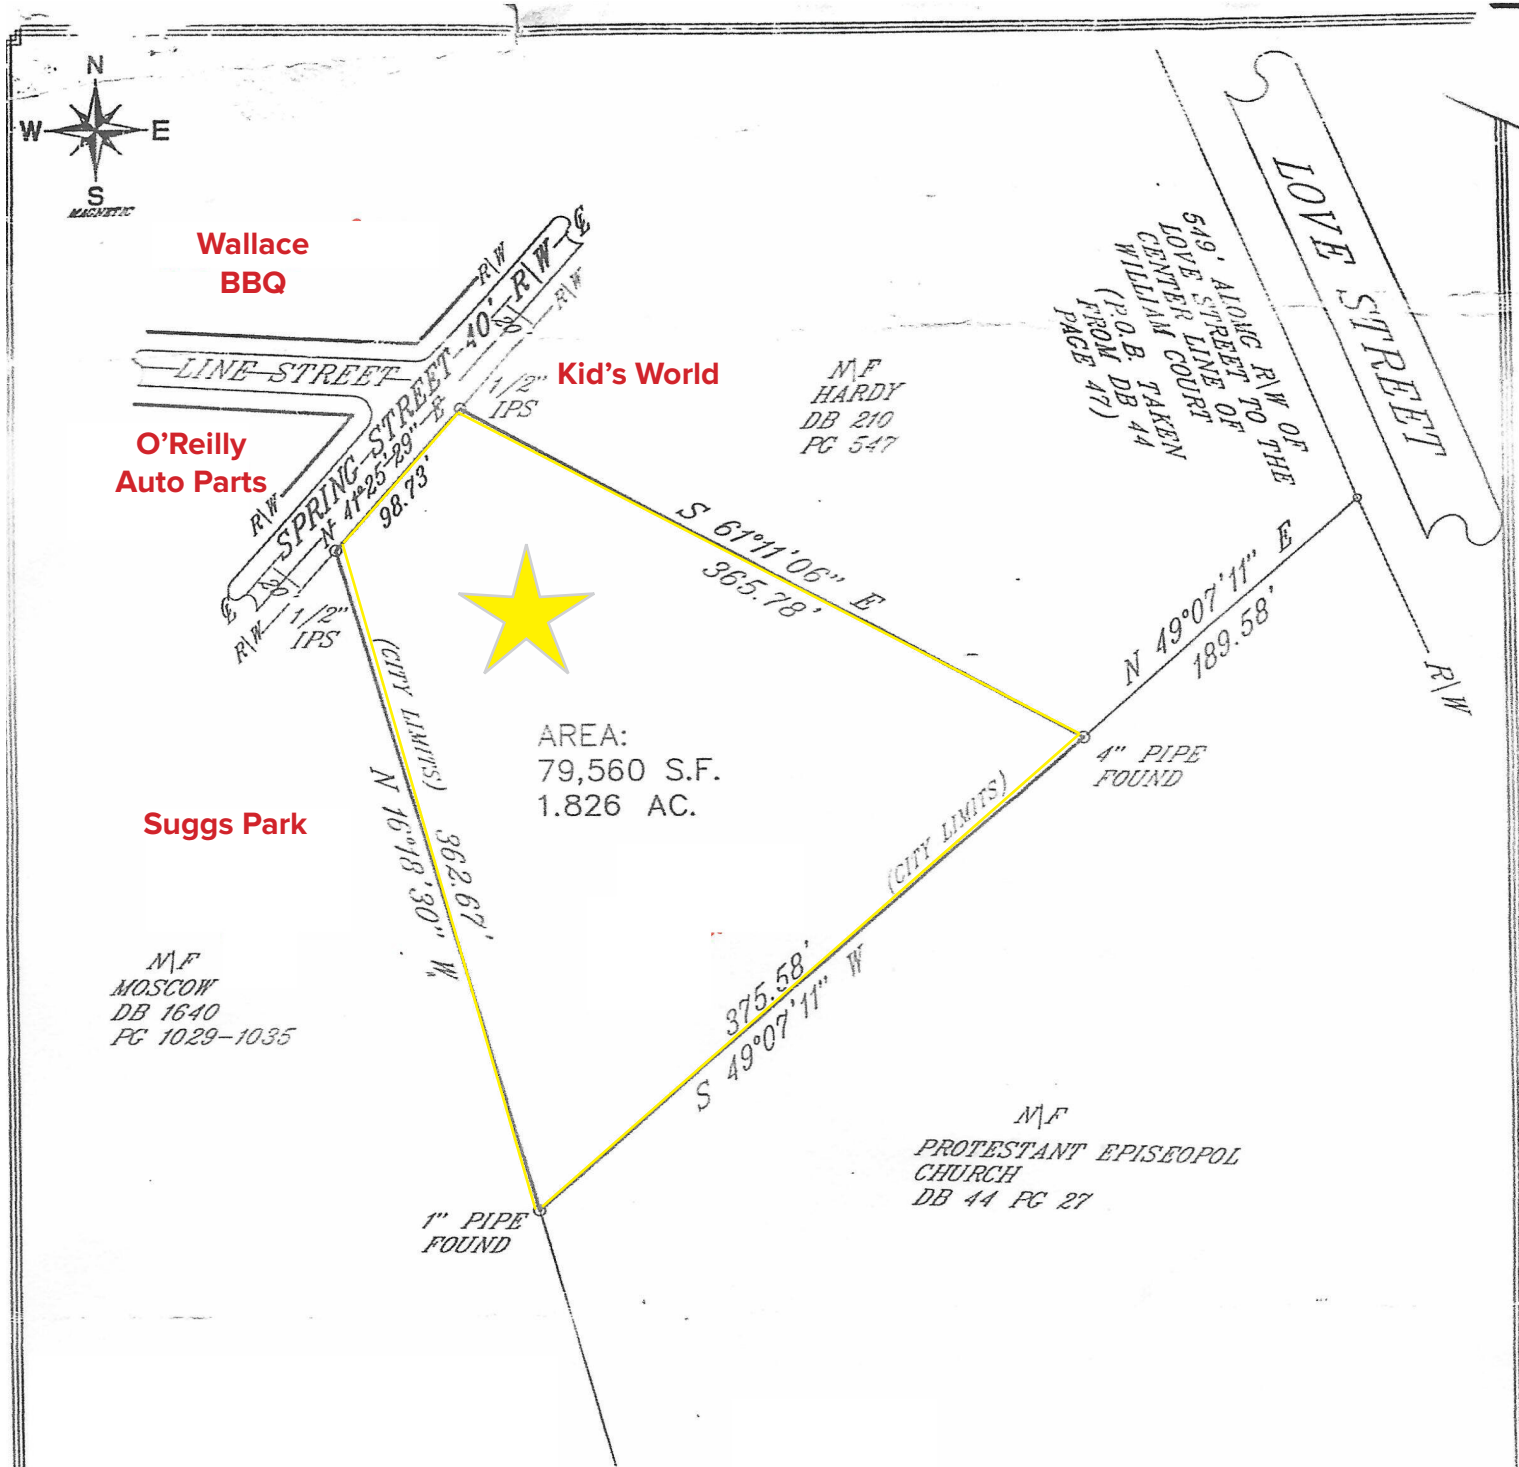 N
W
E
S
MAGNETIC
Wallace
BBQ
LINE STREET
O'Reilly
Auto Parts
SPRING STREET 40' R\W
R\W
R\W
R\W
R\W
20'
20'
℄
℄
N 41°25'29" E
98.73'
1/2"
IPS
1/2"
IPS
Kid's World
N\F
HARDY
DB 210
PG 547
549' ALONG R\W OF
LOVE STREET TO THE
CENTER LINE OF
WILLIAM COURT
(P.O.B. TAKEN
FROM DB 44
PAGE 47)
LOVE STREET
S 61°11'06" E
365.78'
N 49°07'11" E
189.58'
R\W
4" PIPE
FOUND
AREA:
79,560 S.F.
1.826 AC.
(CITY LIMITS)
N 16°18'30" W
362.67'
(CITY LIMITS)
375.58'
S 49°07'11" W
Suggs Park
N\F
MOSCOW
DB 1640
PG 1029-1035
1" PIPE
FOUND
N\F
PROTESTANT EPISEOPOL
CHURCH
DB 44 PG 27